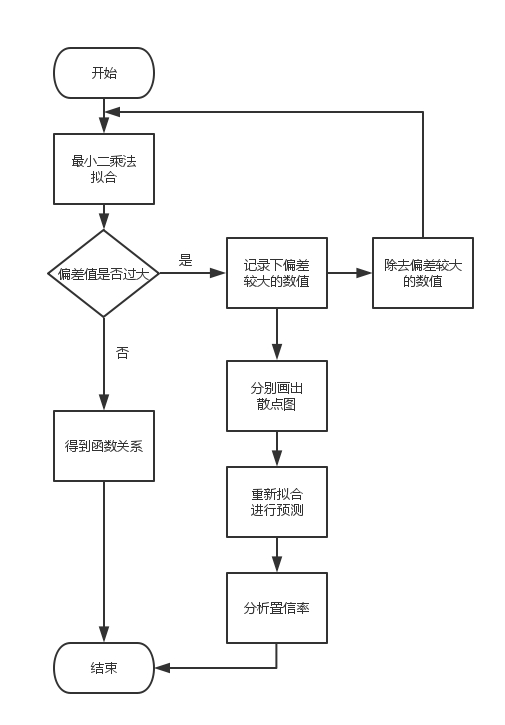 开始
最小二乘法
拟合
偏差值是否过大
是
记录下偏差
较大的数值
除去偏差较大
的数值
否
分别画出
散点图
得到函数关系
重新拟合
进行预测
分析置信率
结束